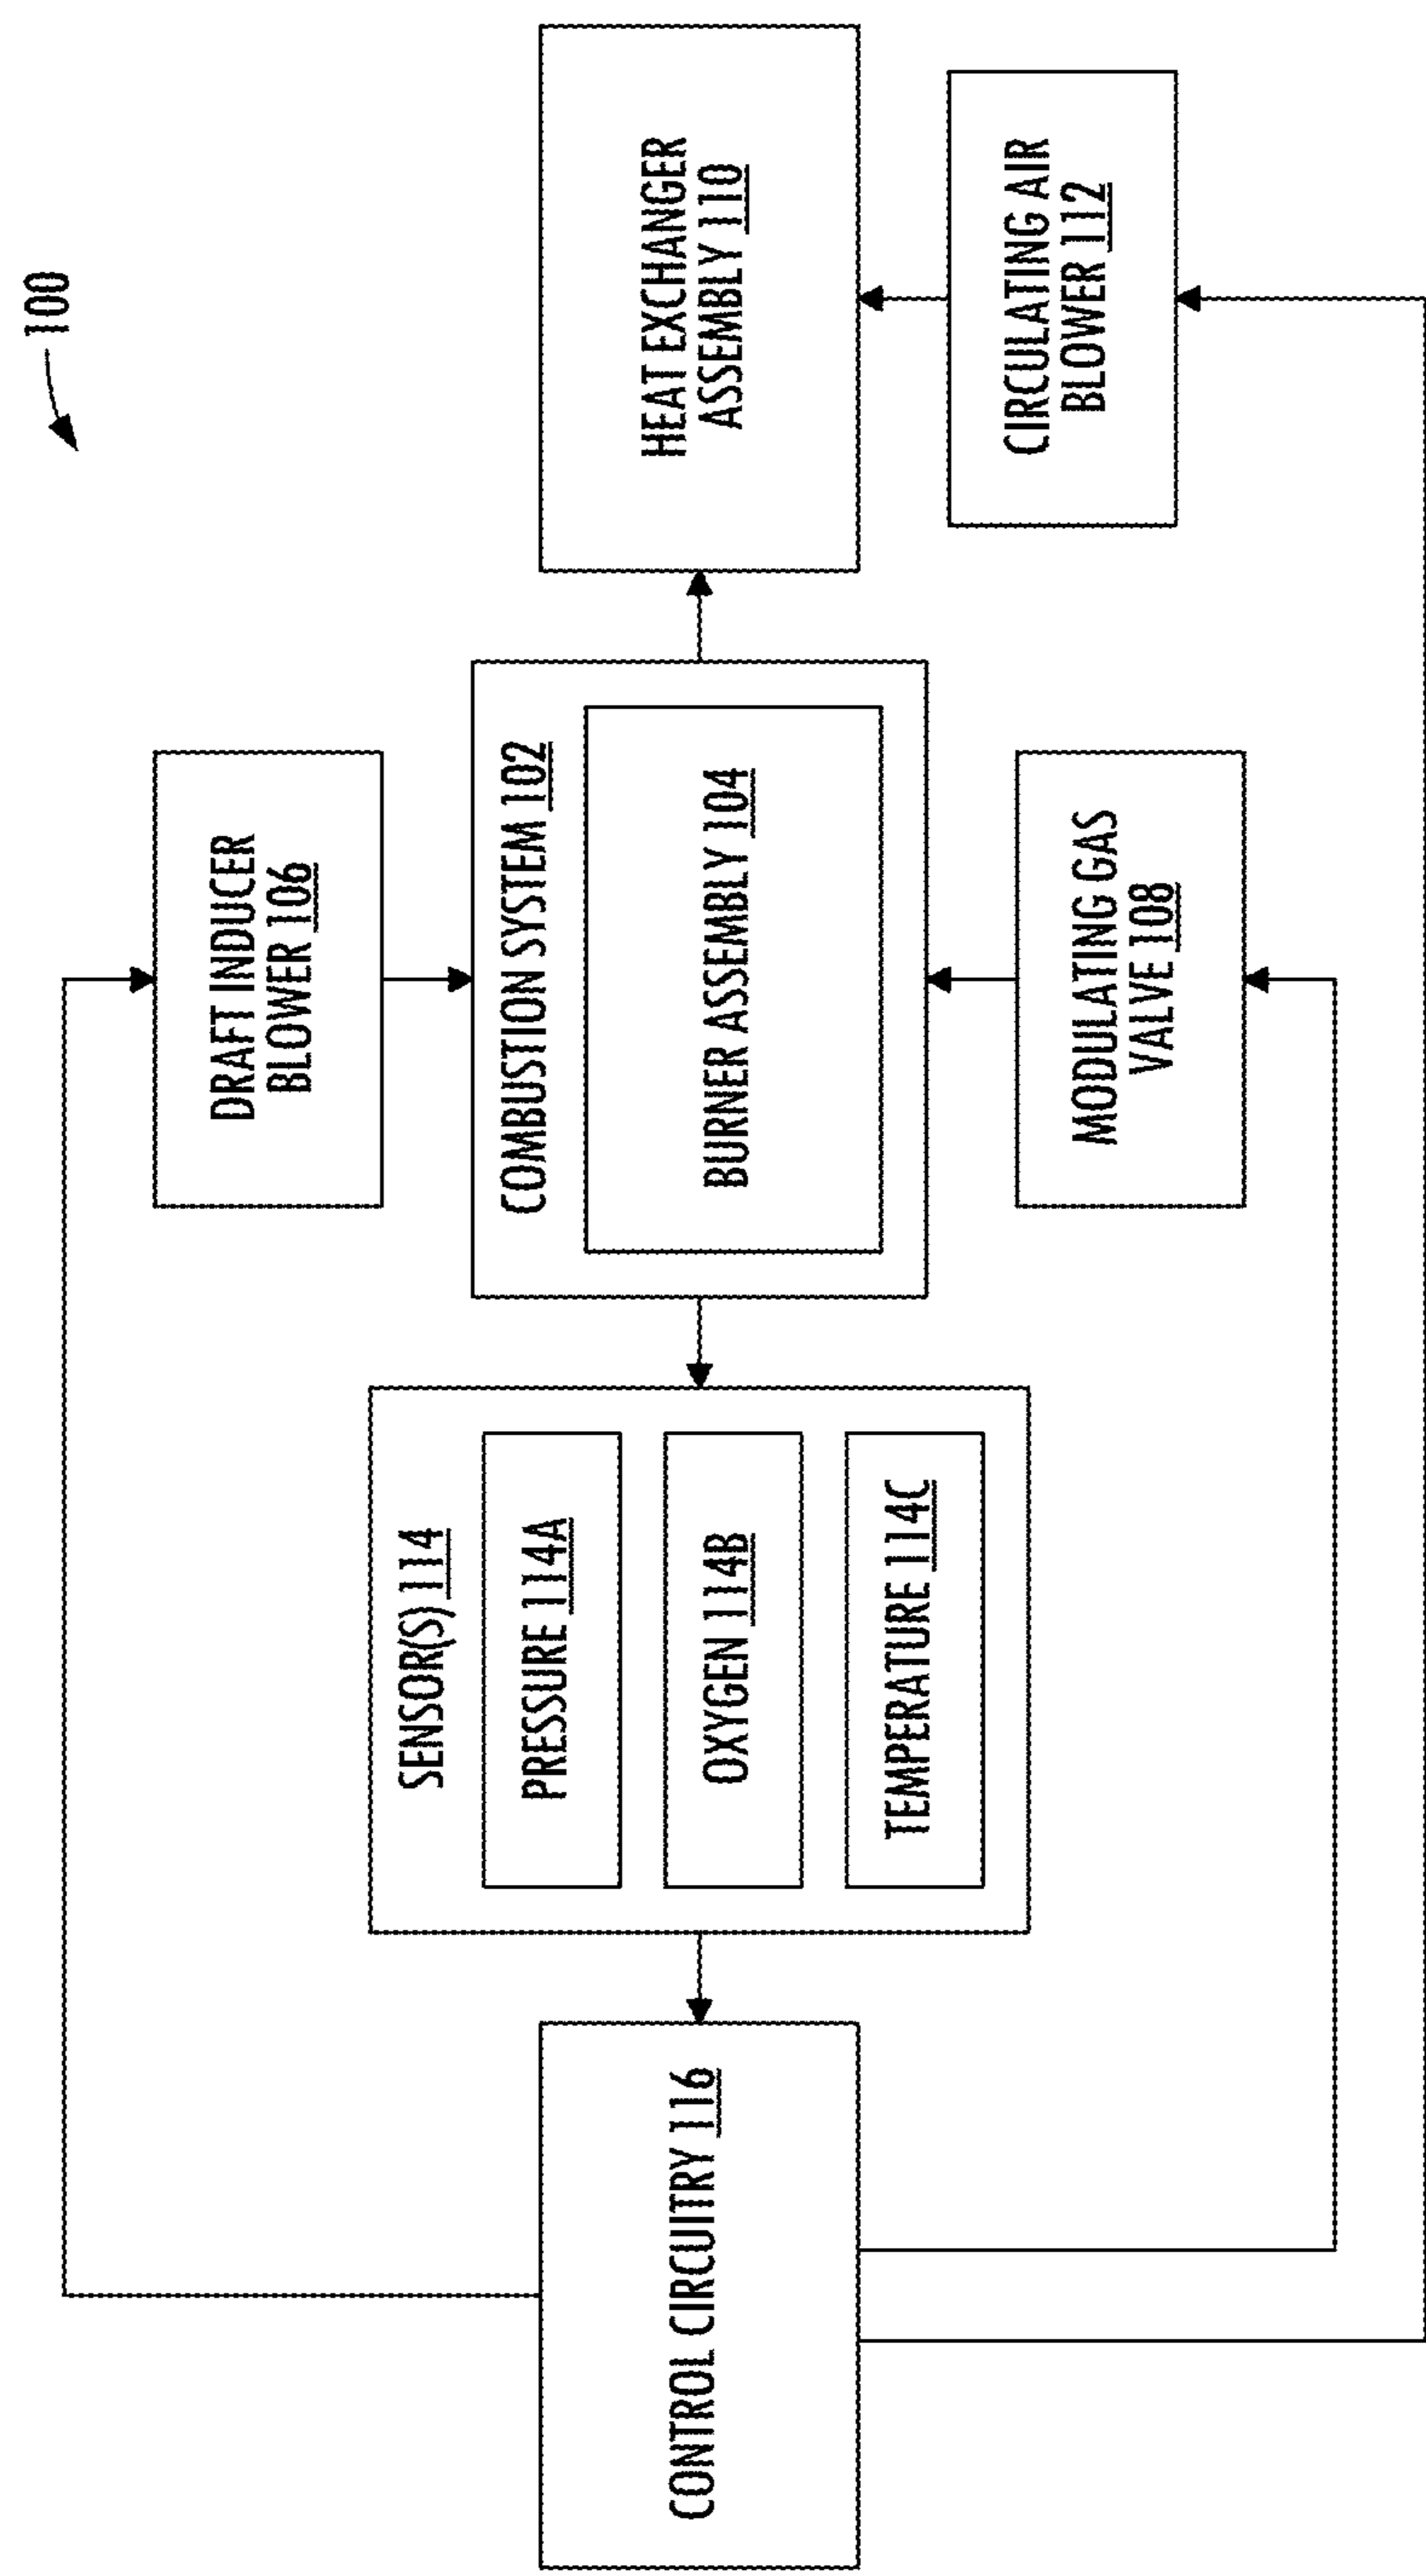 100
DRAFT INDUCER
BLOWER 106
SENSOR(S) 114
PRESSURE 114A
OXYGEN 114B
TEMPERATURE 114C
CONTROL CIRCUITRY 116
COMBUSTION SYSTEM 102
BURNER ASSEMBLY 104
HEAT EXCHANGER
ASSEMBLY 110
MODULATING GAS
VALVE 108
CIRCULATING AIR
BLOWER 112